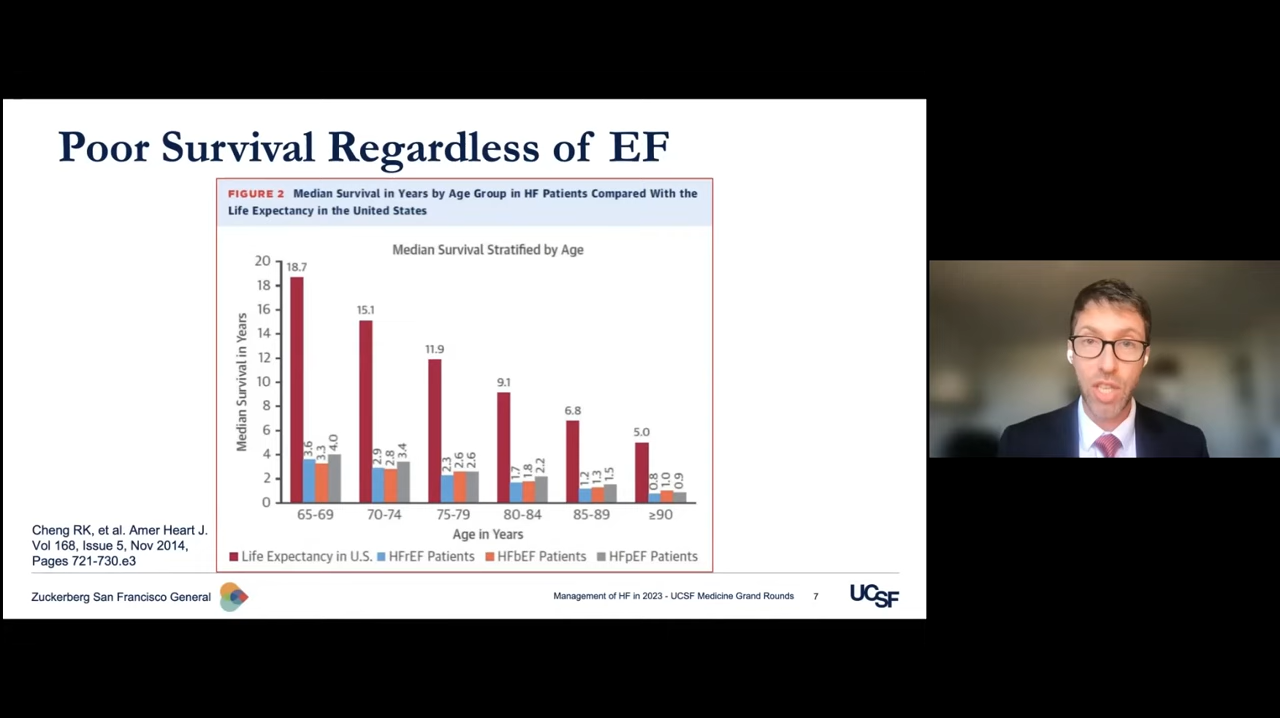 Poor Survival Regardless of EF
FIGURE 2 Median Survival in Years by Age Group in HF Patients Compared With the
Life Expectancy in the United States
Median Survival Stratified by Age
Median Survival in Years
20
18
16
14
12
10
8
6
4
2
0
18.7
3.6
3.3
4.0
15.1
2.9
2.8
3.4
11.9
2.3
2.6
2.6
9.1
1.7
1.8
2.2
6.8
1.2
1.3
1.5
5.0
0.8
1.0
0.9
65-69 70-74 75-79 80-84 85-89 ≥90
Age in Years
Life Expectancy in U.S. HFrEF Patients HFbEF Patients HFpEF Patients
Cheng RK, et al. Amer Heart J.
Vol 168, Issue 5, Nov 2014,
Pages 721-730.e3
Zuckerberg San Francisco General
Management of HF in 2023 - UCSF Medicine Grand Rounds 7
UCSF